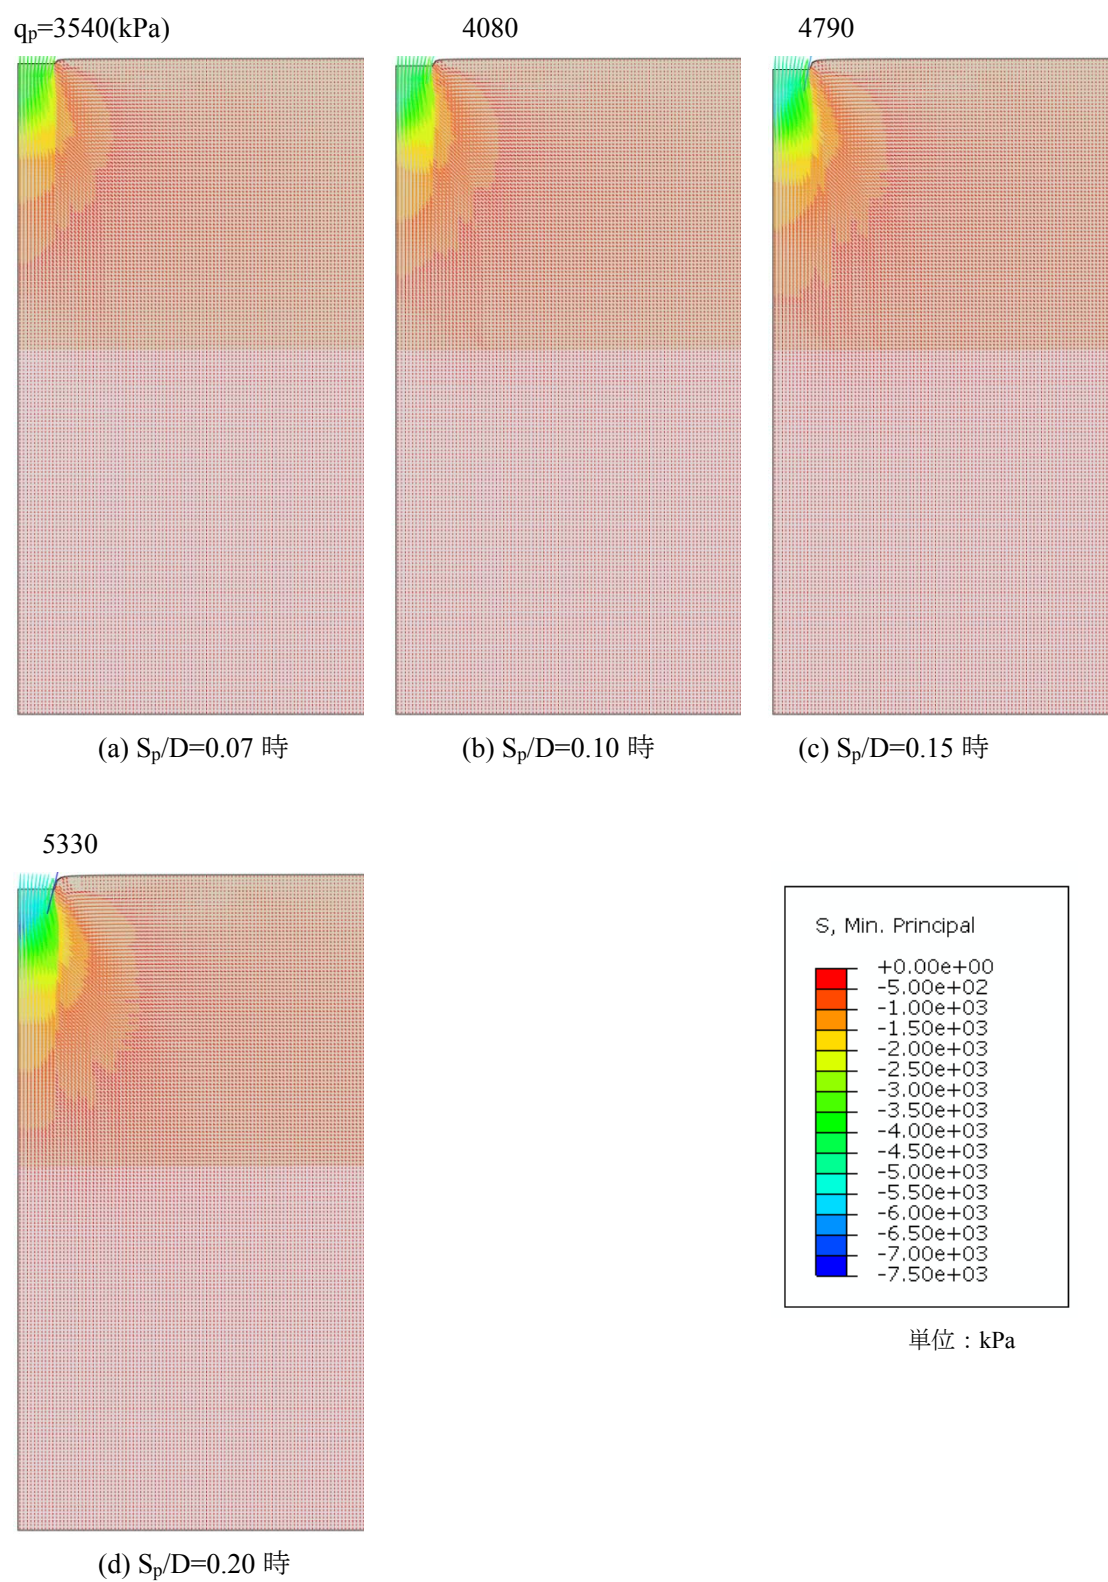 qp=3540(kPa)
4080
4790
(a) Sp/D=0.07 時
(b) Sp/D=0.10 時
(c) Sp/D=0.15 時
5330
S, Min. Principal
+0.00e+00
-5.00e+02
-1.00e+03
-1.50e+03
-2.00e+03
-2.50e+03
-3.00e+03
-3.50e+03
-4.00e+03
-4.50e+03
-5.00e+03
-5.50e+03
-6.00e+03
-6.50e+03
-7.00e+03
-7.50e+03
単位：kPa
(d) Sp/D=0.20 時